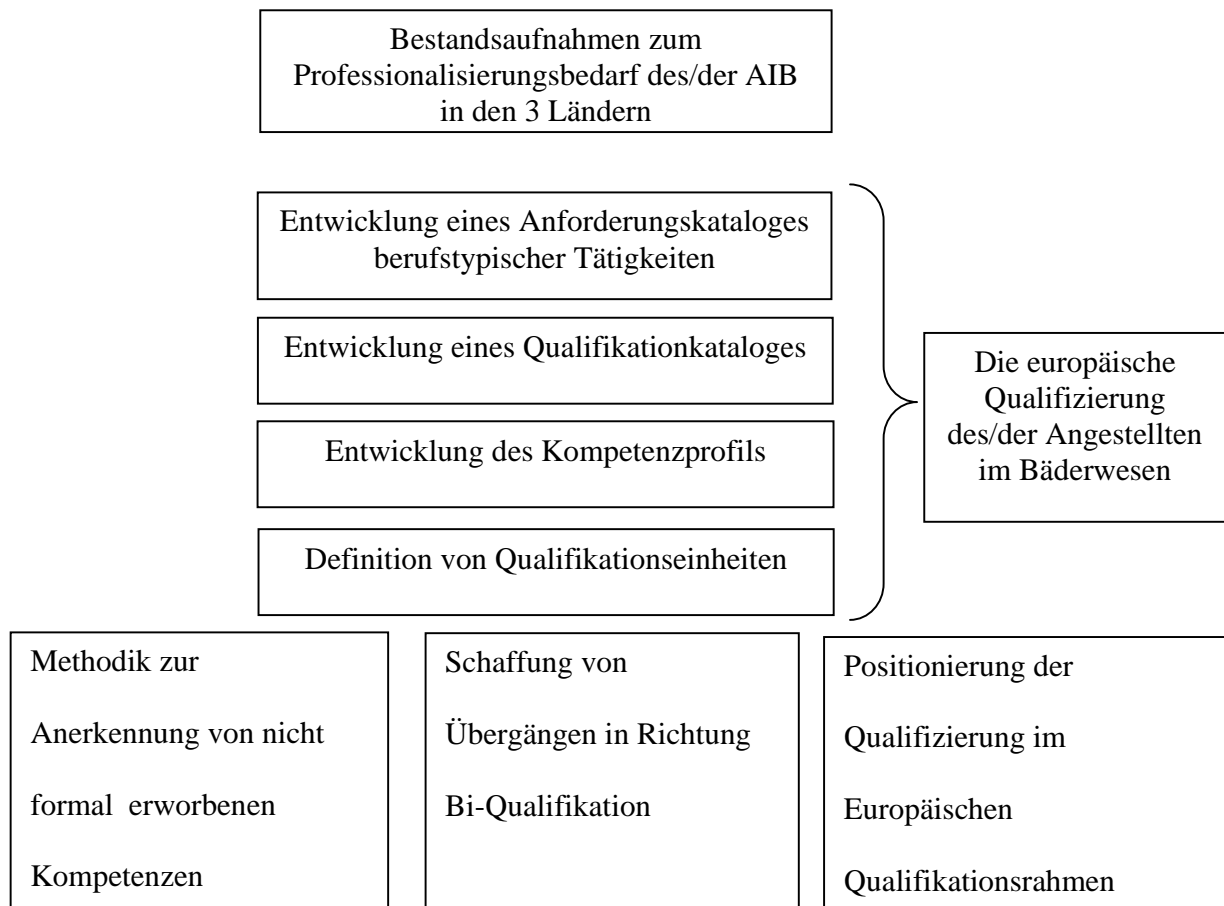 Bestandsaufnahmen zum
Professionalisierungsbedarf des/der AIB
in den 3 Ländern
Entwicklung eines Anforderungskataloges
berufstypischer Tätigkeiten
Entwicklung eines Qualifikationkataloges
Entwicklung des Kompetenzprofils
Definition von Qualifikationseinheiten
Die europäische
Qualifizierung
des/der Angestellten
im Bäderwesen
Methodik zur
Anerkennung von nicht
formal erworbenen
Kompetenzen
Schaffung von
Übergängen in Richtung
Bi-Qualifikation
Positionierung der
Qualifizierung im
Europäischen
Qualifikationsrahmen